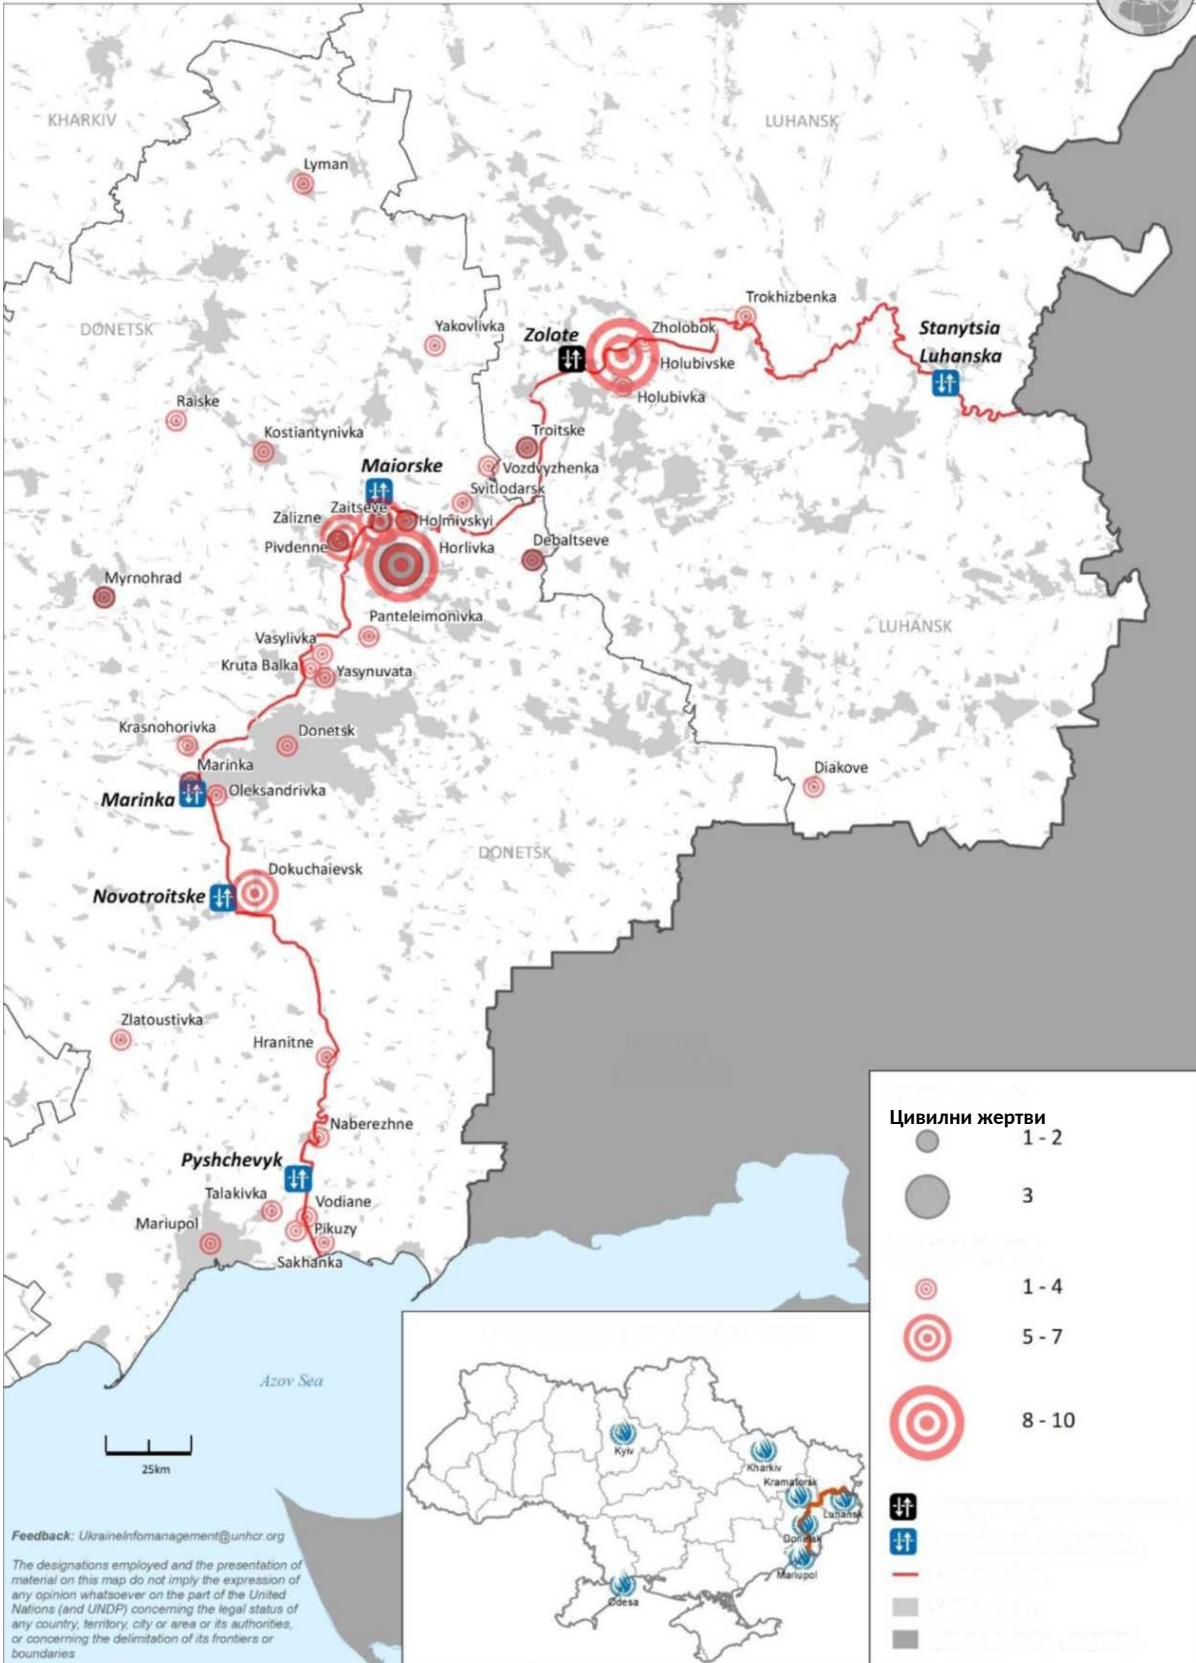 KHARKIV
LUHANSK
Lyman
DONETSK
Yakovlivka
Trokhizbenka
Zolote
Zholobok
Stanytsia
Luhanska
Holubivske
Holubivka
Raiske
Kostiantynivka
Troitske
Maiorske
Vozdvyzhenka
Svitlodarsk
Zaitseve
Zalizne
Holmivskyi
Pivdenne
Horlivka
Debaltseve
Myrnohrad
Panteleimonivka
LUHANSK
Vasylivka
Kruta Balka
Yasynuvata
Krasnohorivka
Donetsk
Marinka
Diakove
Marinka
Oleksandrivka
DONETSK
Dokuchaievsk
Novotroitske
Zlatoustivka
Hranitne
Naberezhne
Pyshchevyk
Talakivka
Vodiane
Mariupol
Pikuzy
Sakhanka
Azov Sea
25km
Цивилни жертви
1 - 2
3
1 - 4
5 - 7
8 - 10
Kyiv
Kharkiv
Kramatorsk
Luhansk
Donetsk
Mariupol
Odesa
Feedback: UkraineInfomanagement@unhcr.org
The designations employed and the presentation of
material on this map do not imply the expression of
any opinion whatsoever on the part of the United
Nations (and UNDP) concerning the legal status of
any country, territory, city or area or its authorities,
or concerning the delimitation of its frontiers or
boundaries